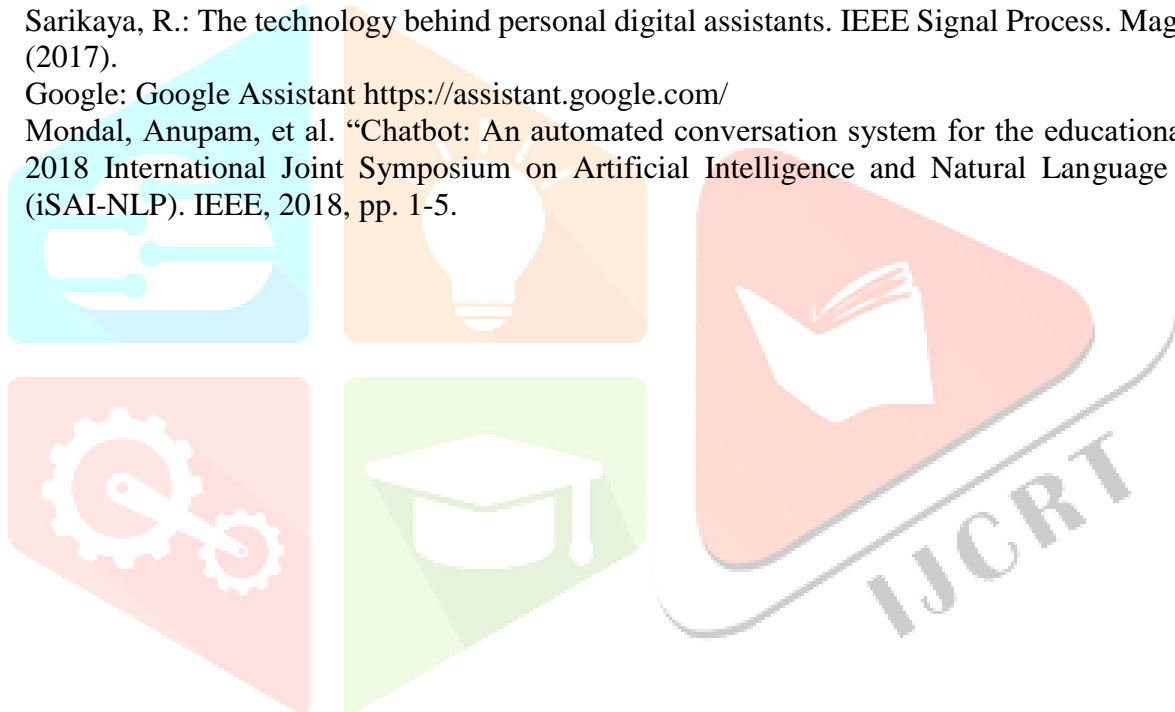 Sarikaya, R.: The technology behind personal digital assistants. IEEE Signal Process. Mag
(2017).
Google: Google Assistant https://assistant.google.com/
Mondal, Anupam, et al. “Chatbot: An automated conversation system for the educationa
2018 International Joint Symposium on Artificial Intelligence and Natural Language
(iSAI-NLP). IEEE, 2018, pp. 1-5.
IJCRT